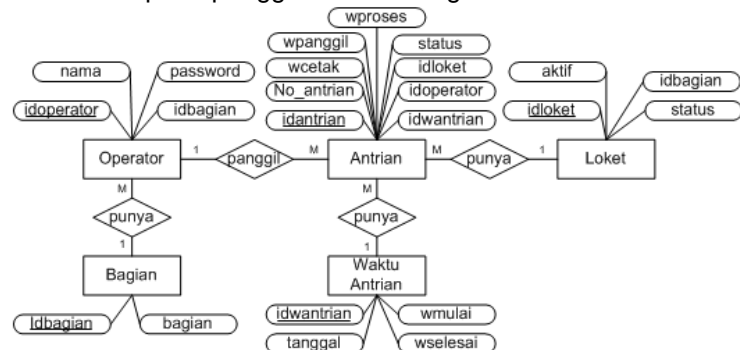 wproses
wpanggil status
nama password wcetak idloket aktif idbagian
No_antrian idoperator
idoperator idbagian idantrian idwantrian idloket status
Operator 1 panggil M Antrian M punya 1 Loket
M M
punya punya
1 1
Bagian Waktu
Antrian
Idbagian bagian idwantrian wmulai
tanggal wselesai